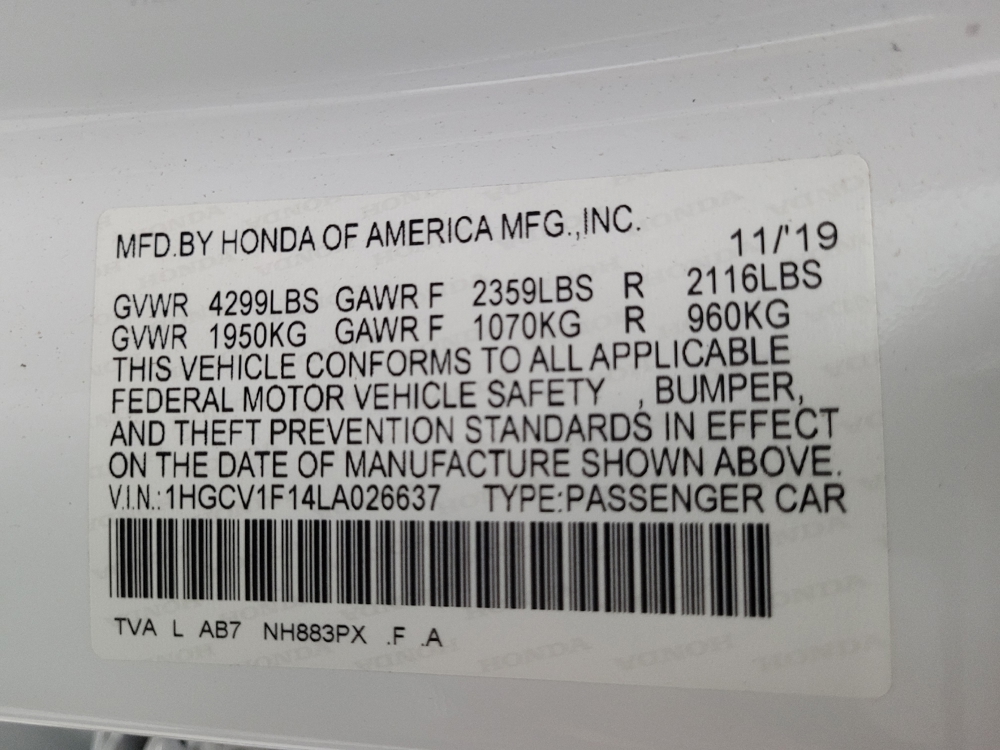 MFD.BY HONDA OF AMERICA MFG.,INC. 11/'19
GVWR 4299LBS GAWR F 2359LBS R 2116LBS
GVWR 1950KG GAWR F 1070KG R 960KG
THIS VEHICLE CONFORMS TO ALL APPLICABLE
FEDERAL MOTOR VEHICLE SAFETY , BUMPER,
AND THEFT PREVENTION STANDARDS IN EFFECT
ON THE DATE OF MANUFACTURE SHOWN ABOVE.
V.I.N.: 1HGCV1F14LA026637 TYPE:PASSENGER CAR
TVA L AB7 NH883PX .F .A